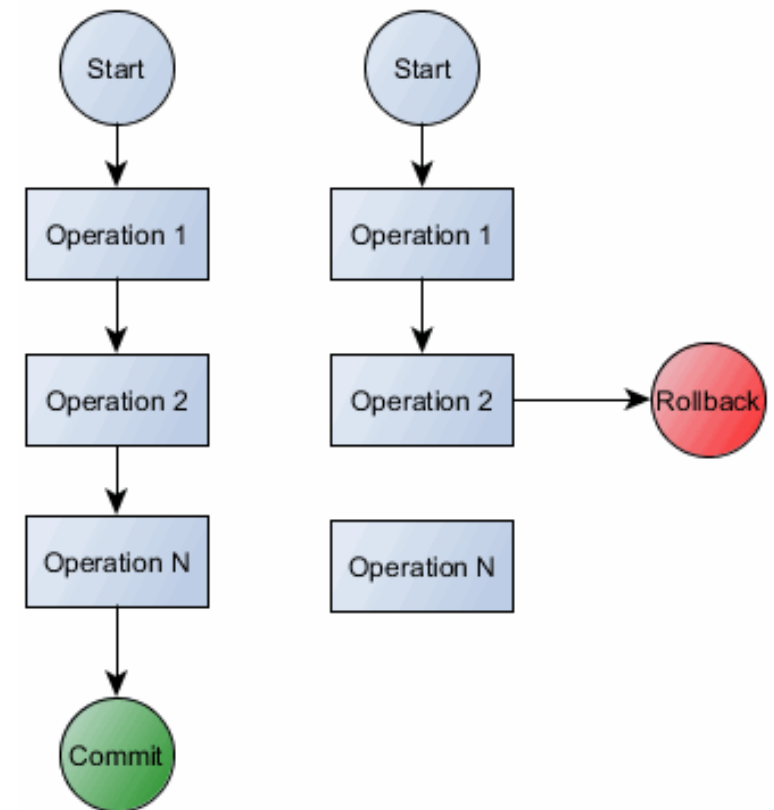 Start
Operation 1
Operation 2
Operation N
Commit
Start
Operation 1
Operation 2
Rollback
Operation N